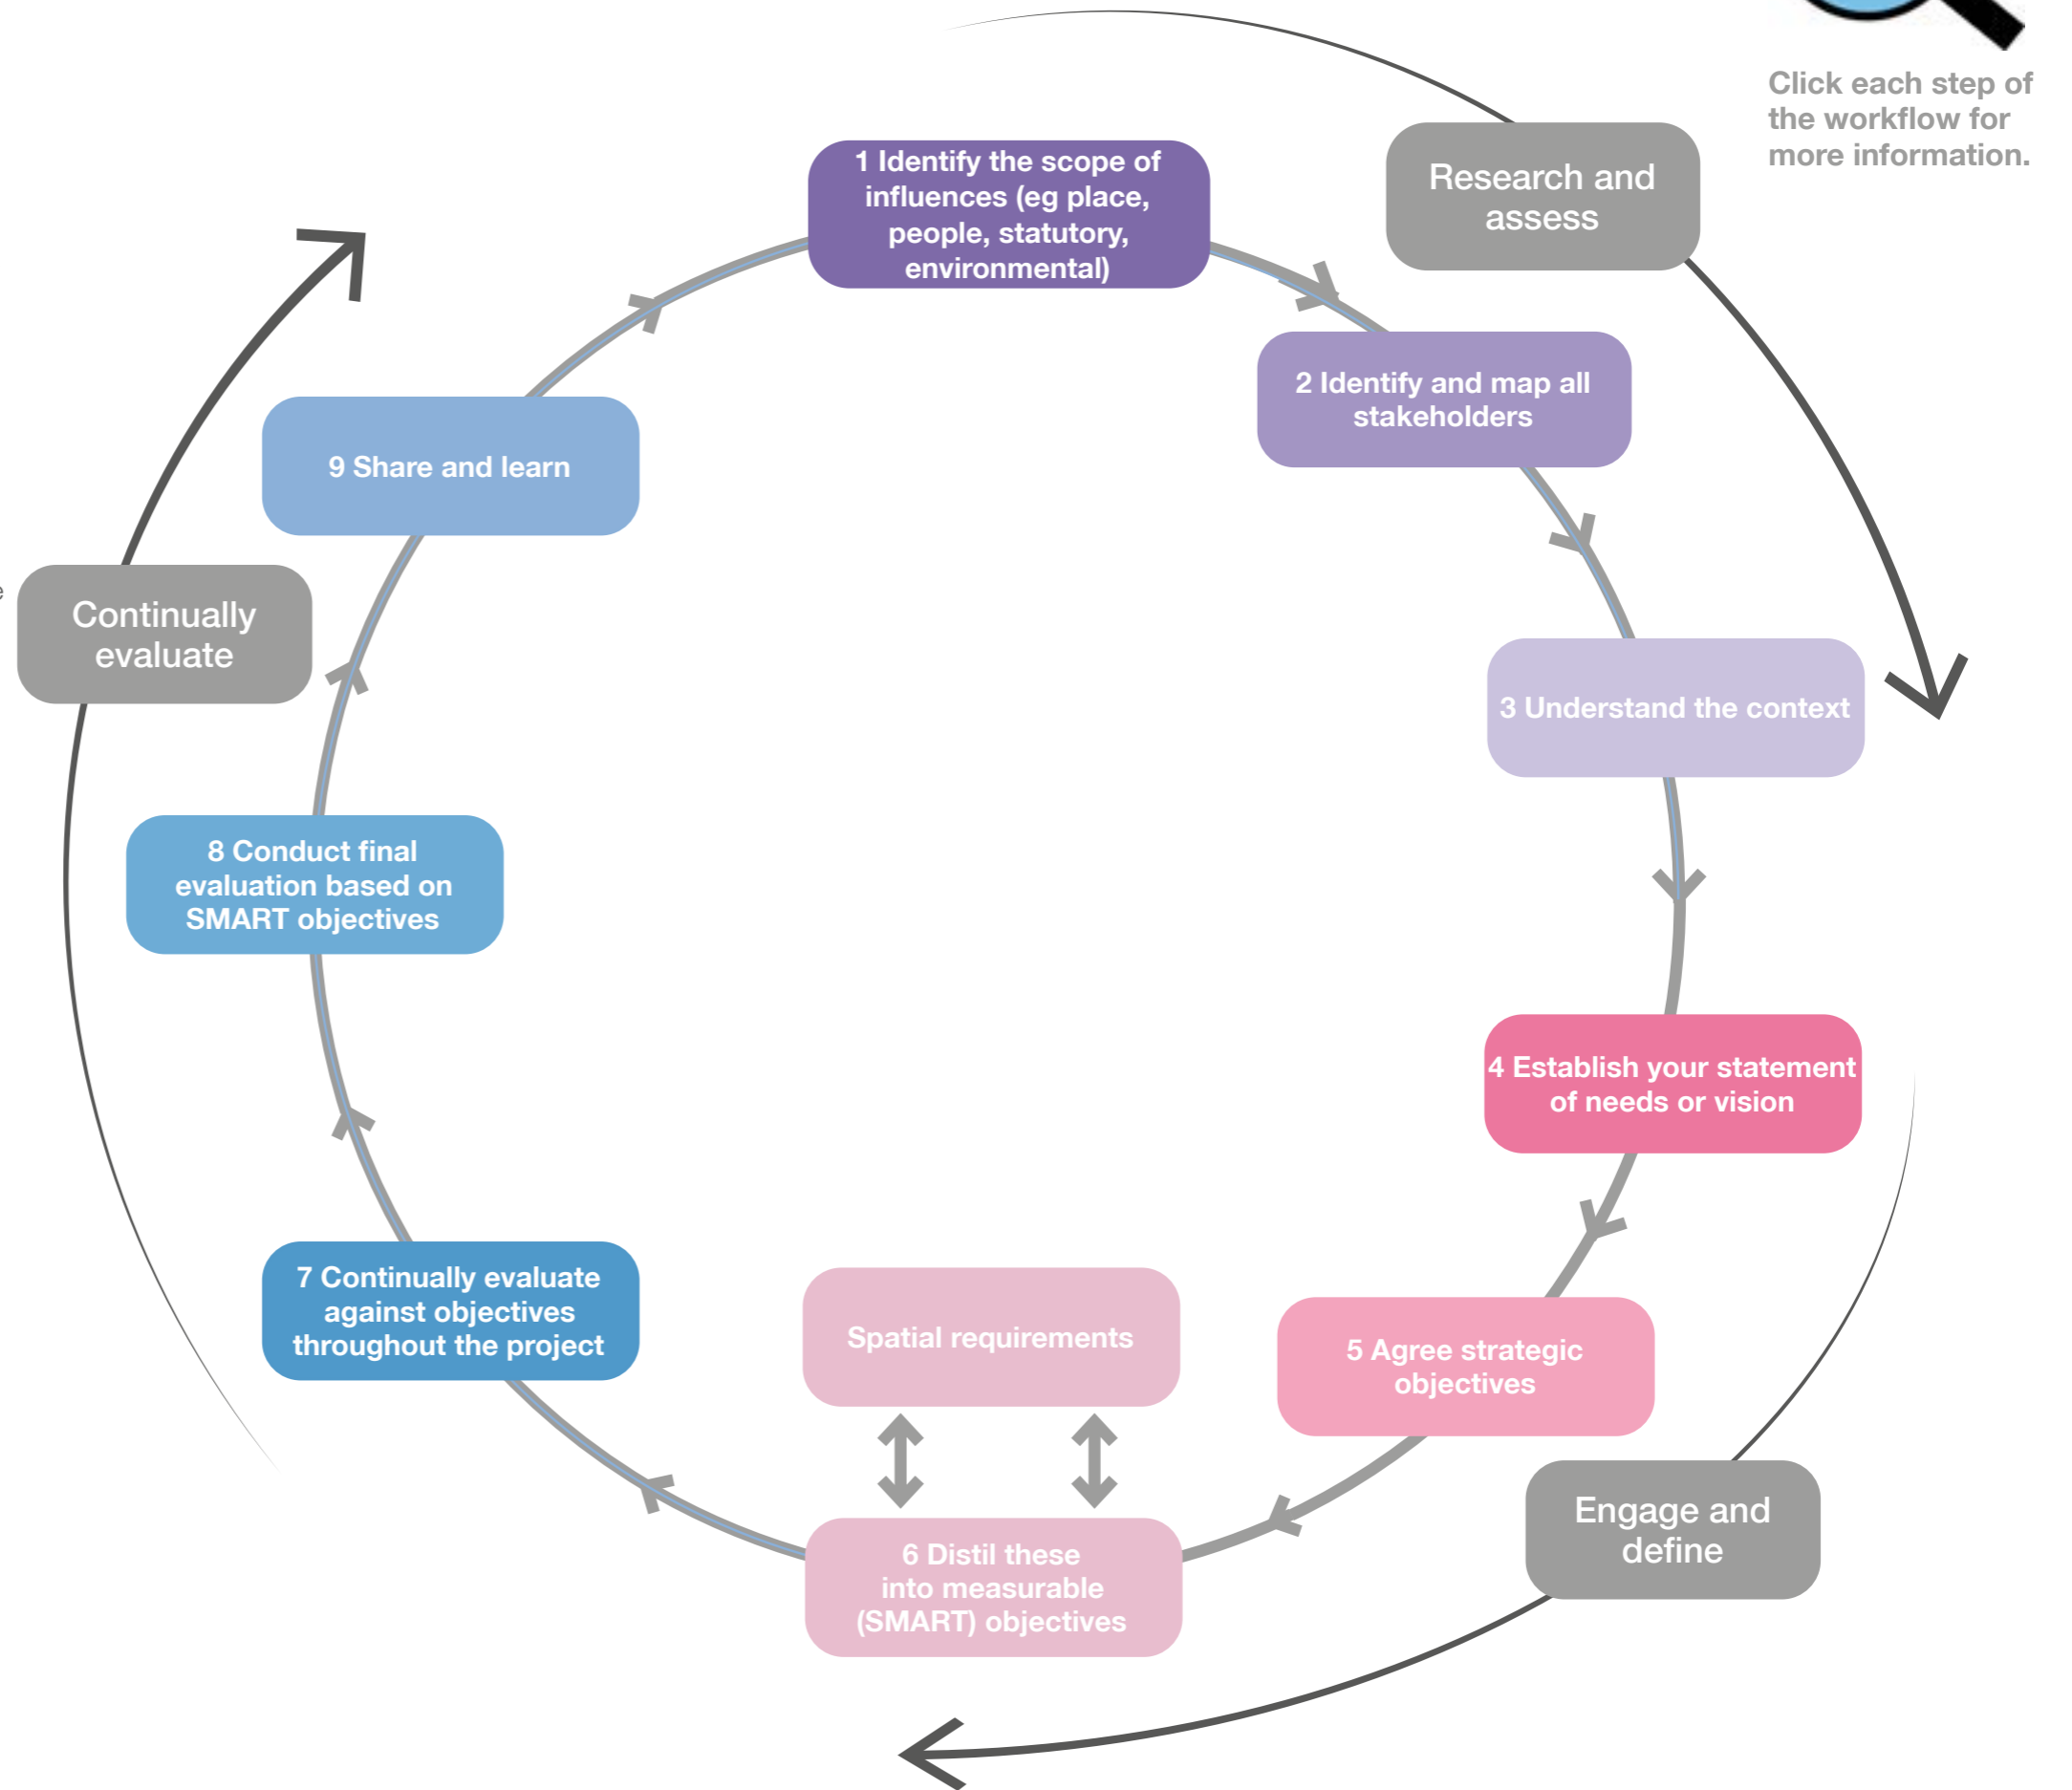 Click each step of
the workflow for
more information.
1 Identify the scope of
influences (eg place,
people, statutory,
environmental)
Research and
assess
2 Identify and map all
stakeholders
3 Understand the context
4 Establish your statement
of needs or vision
5 Agree strategic
objectives
Engage and
define
Spatial requirements
6 Distil these
into measurable
(SMART) objectives
7 Continually evaluate
against objectives
throughout the project
8 Conduct final
evaluation based on
SMART objectives
Continually
evaluate
9 Share and learn